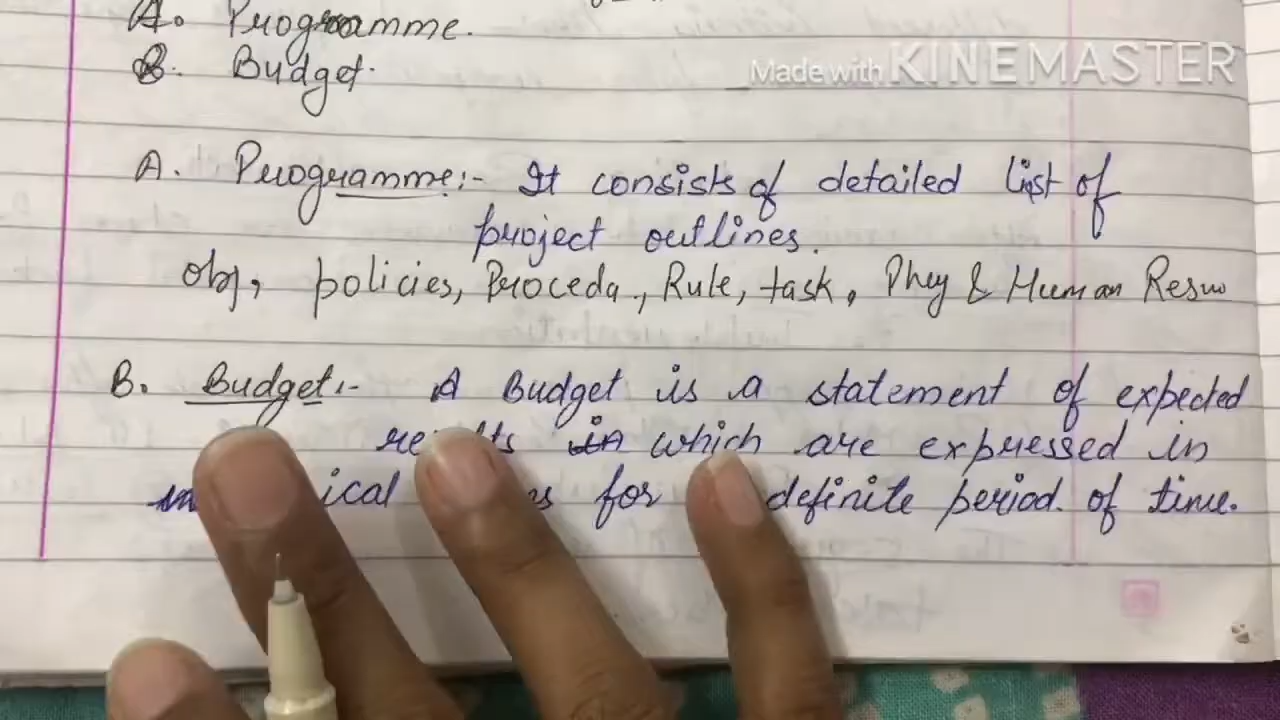 A. Programme.
B. Budget.
Made with KINEMASTER
A. Programme:- It consists of detailed list of
project outlines.
obj, policies, Proceda., Rule, task, Phy & Human Resou
B. Budget:- A Budget is a statement of expected
which are expressed in
ical for definite period. of time.